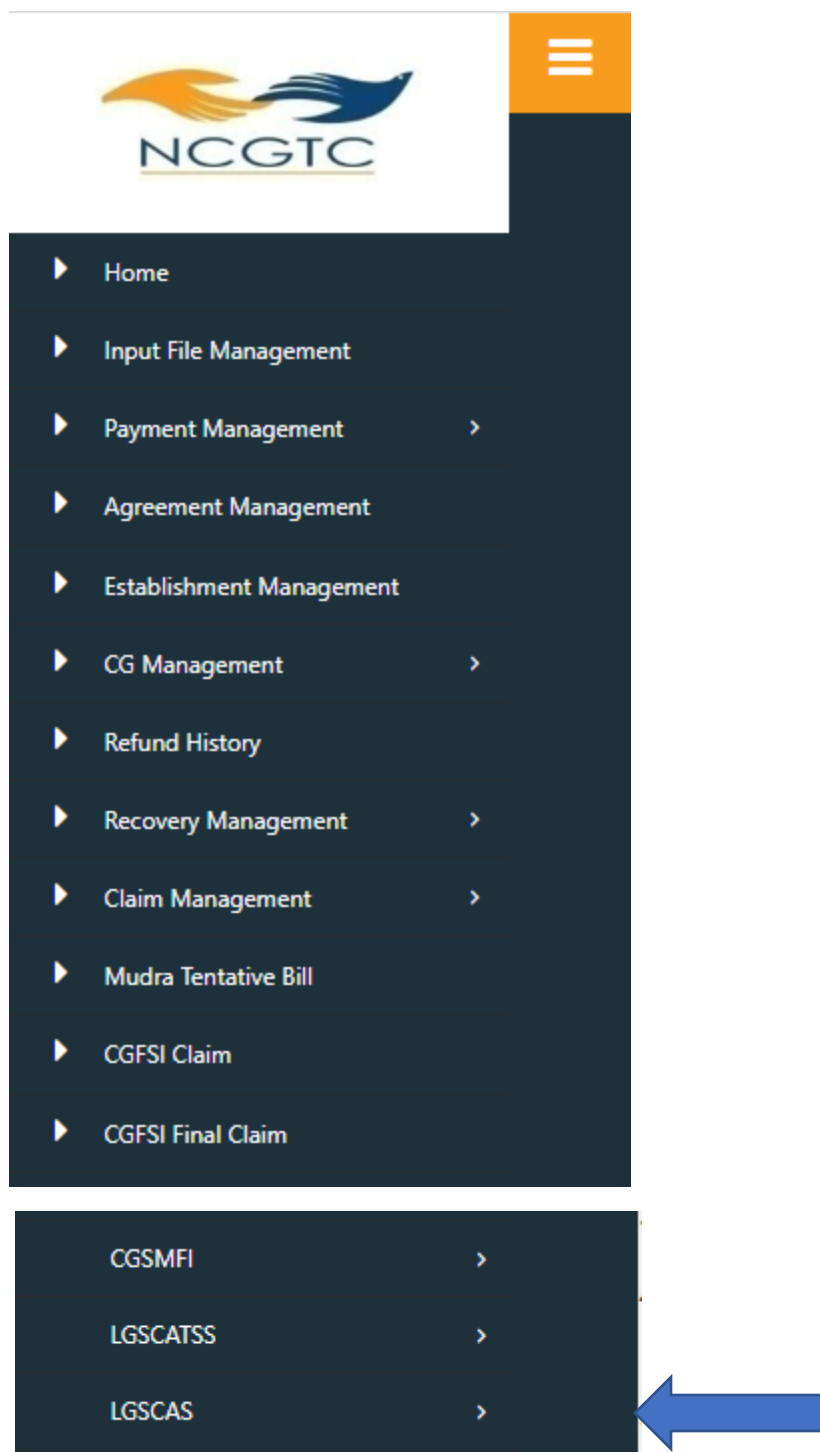 NCGTC
Home
Input File Management
Payment Management
Agreement Management
Establishment Management
CG Management
Refund History
Recovery Management
Claim Management
Mudra Tentative Bill
CGFSI Claim
CGFSI Final Claim
CGSMFI
LGSCATSS
LGSCAS